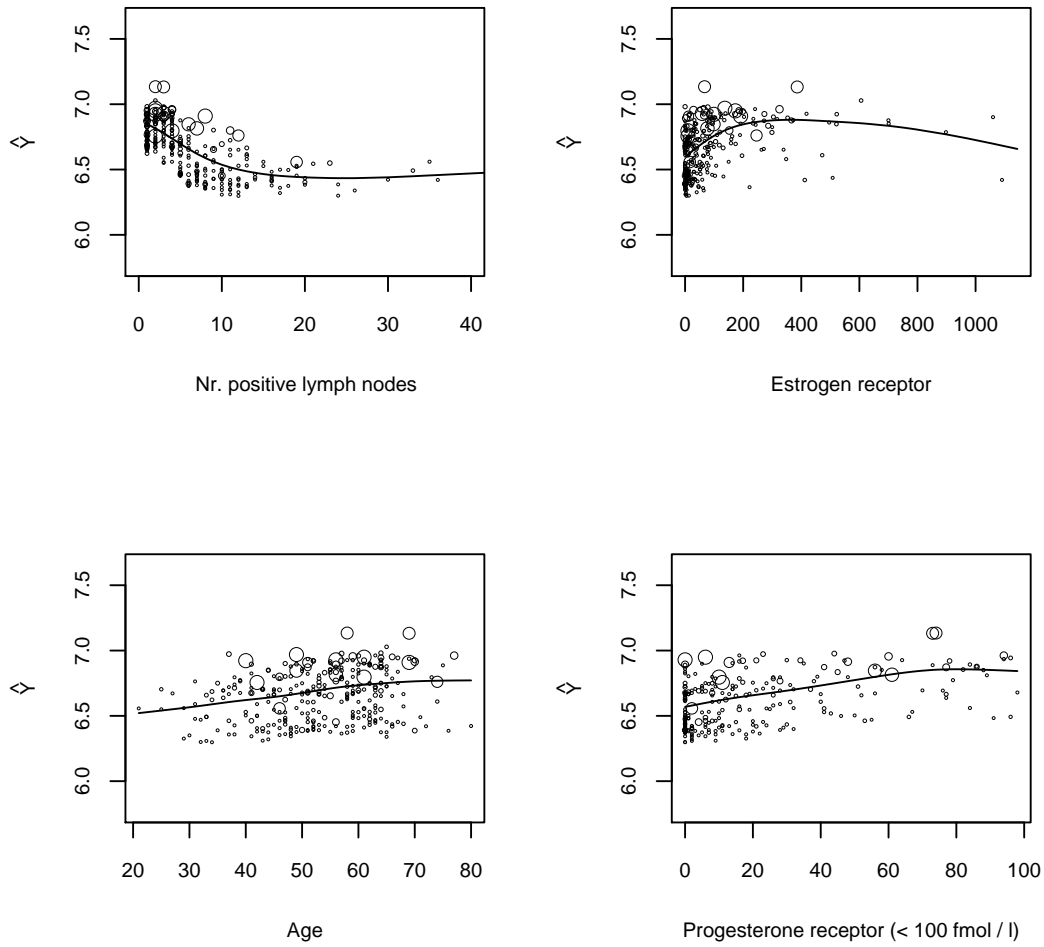 7.5
7.0
6.5
6.0
Ŷ
0 10 20 30 40
Nr. positive lymph nodes
7.5
7.0
6.5
6.0
Ŷ
0 200 400 600 800 1000
Estrogen receptor
7.5
7.0
6.5
6.0
Ŷ
20 30 40 50 60 70 80
Age
7.5
7.0
6.5
6.0
Ŷ
0 20 40 60 80 100
Progesterone receptor (< 100 fmol / l)